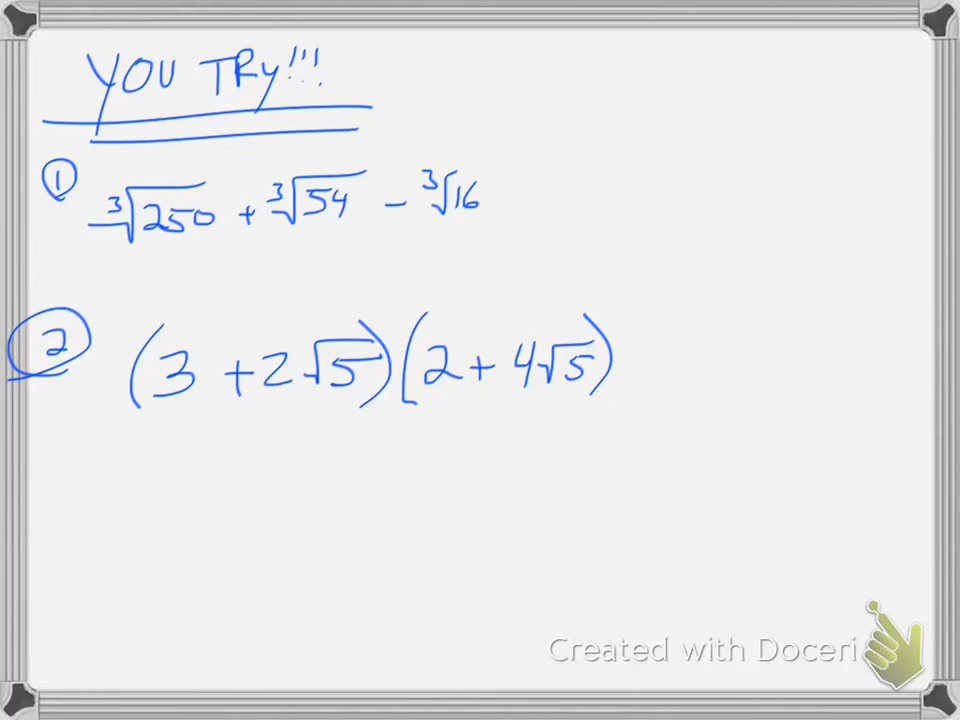 YOU TRY!!!
① ∛250 + ∛54 - ∛16
② (3 + 2√5)(2 + 4√5)
Created with Doceri